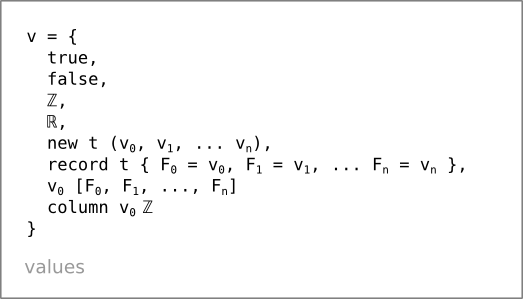 v = {
true,
false,
ℤ,
ℝ,
new t (v₀, v₁, ... vₙ),
record t { F₀ = v₀, F₁ = v₁, ... Fₙ = vₙ },
v₀ [F₀, F₁, ..., Fₙ]
column v₀ ℤ
}
values